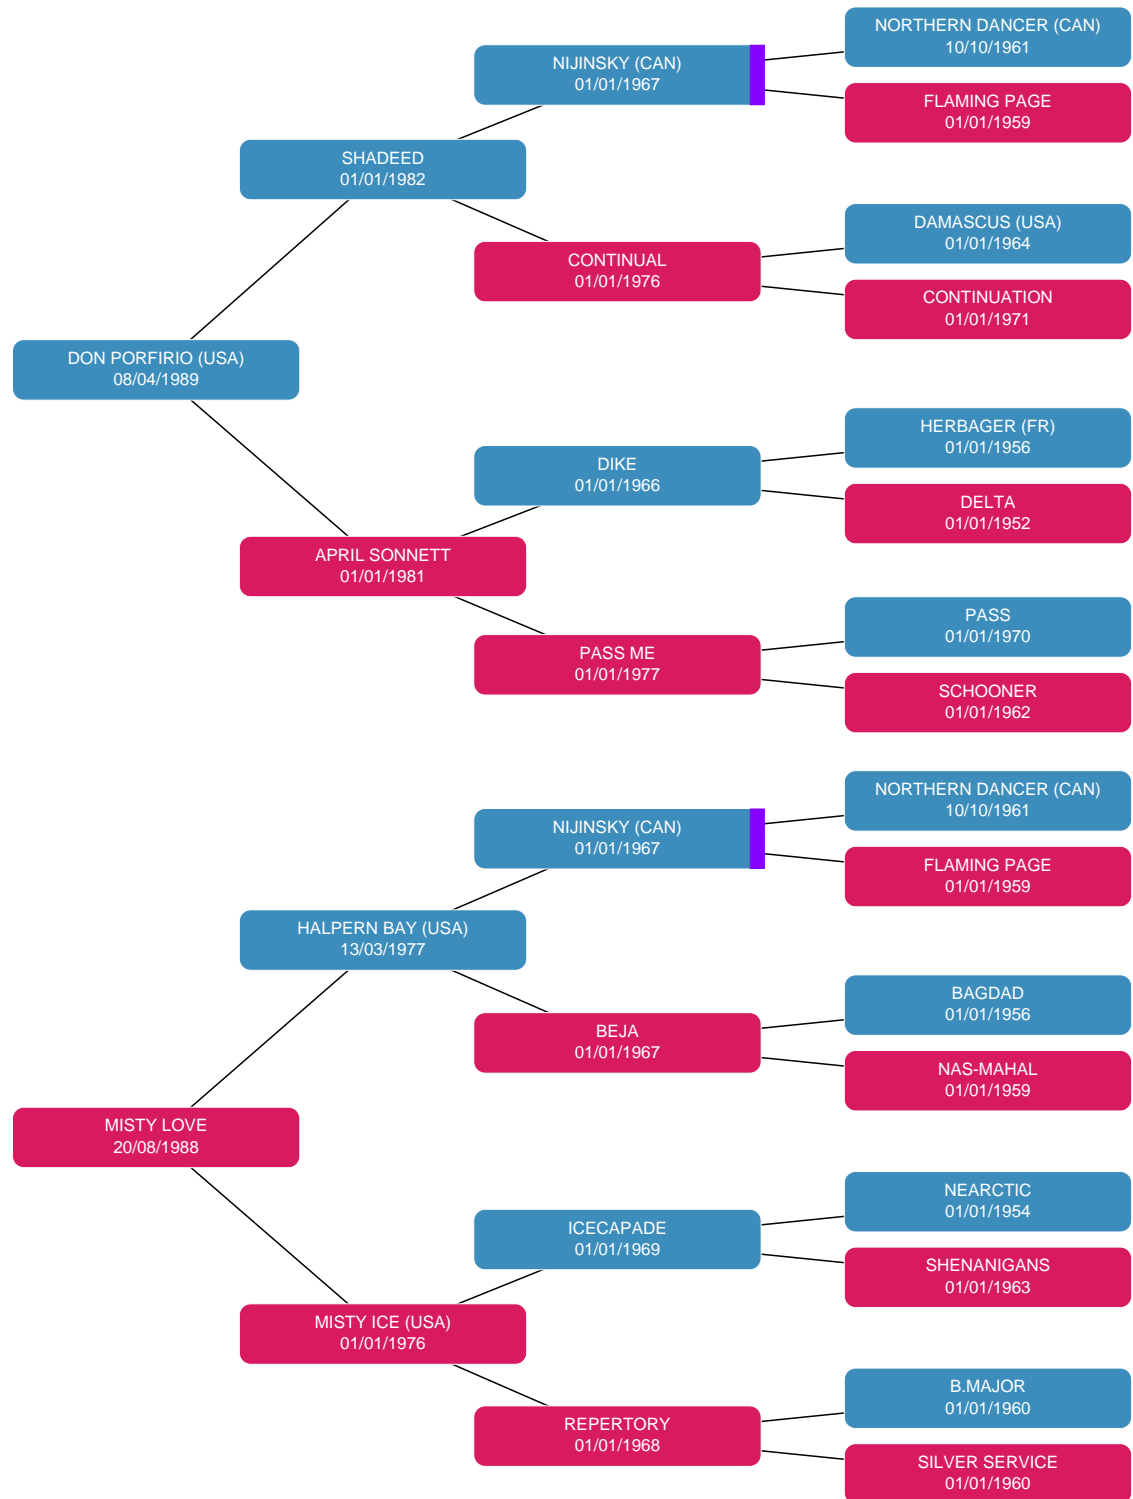 NORTHERN DANCER (CAN)
10/10/1961
NIJINSKY (CAN)
01/01/1967
FLAMING PAGE
01/01/1959
SHADEED
01/01/1982
DAMASCUS (USA)
01/01/1964
CONTINUAL
01/01/1976
CONTINUATION
01/01/1971
DON PORFIRIO (USA)
08/04/1989
HERBAGER (FR)
01/01/1956
DIKE
01/01/1966
DELTA
01/01/1952
APRIL SONNETT
01/01/1981
PASS
01/01/1970
PASS ME
01/01/1977
SCHOONER
01/01/1962
NORTHERN DANCER (CAN)
10/10/1961
NIJINSKY (CAN)
01/01/1967
FLAMING PAGE
01/01/1959
HALPERN BAY (USA)
13/03/1977
BAGDAD
01/01/1956
BEJA
01/01/1967
NAS-MAHAL
01/01/1959
MISTY LOVE
20/08/1988
NEARCTIC
01/01/1954
ICECAPADE
01/01/1969
SHENANIGANS
01/01/1963
MISTY ICE (USA)
01/01/1976
B.MAJOR
01/01/1960
REPERTORY
01/01/1968
SILVER SERVICE
01/01/1960